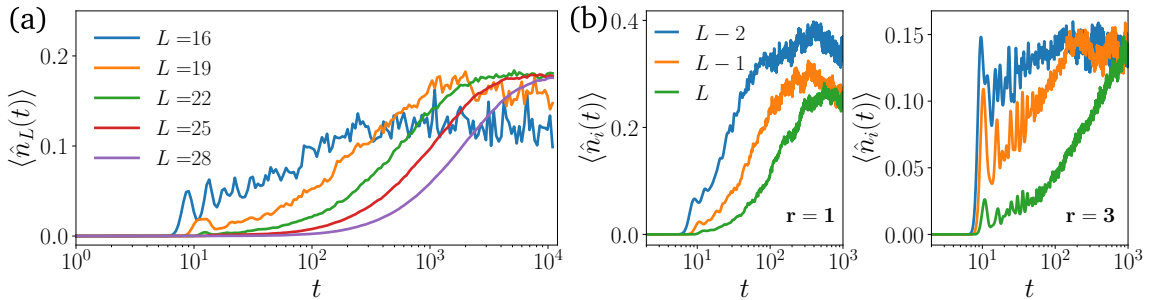 (a)
L = 16
L = 19
L = 22
L = 25
L = 28
⟨n̂_L(t)⟩
0.2
0.1
0.0
10^0
10^1
10^2
10^3
10^4
t
(b)
L − 2
L − 1
L
⟨n̂_i(t)⟩
0.4
0.2
0.0
r = 1
10^1
10^2
10^3
t
⟨n̂_i(t)⟩
0.15
0.10
0.05
0.00
r = 3
10^1
10^2
10^3
t